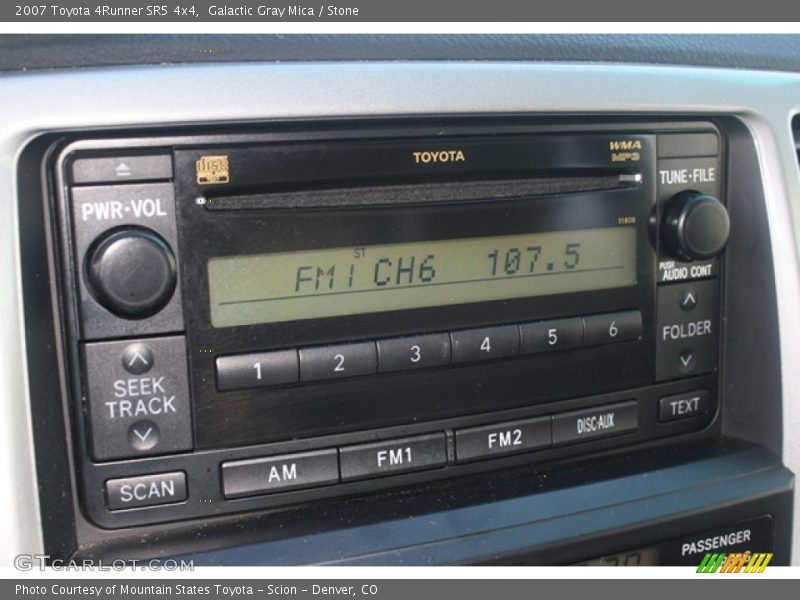 2007 Toyota 4Runner SR5 4x4, Galactic Gray Mica / Stone
TOYOTA
WMA
MP3
PWR·VOL
TUNE·FILE
11809
ST
FM1 CH6 107.5
PUSH
AUDIO CONT
FOLDER
1 2 3 4 5 6
SEEK
TRACK
SCAN
AM FM1 FM2 DISC·AUX
TEXT
PASSENGER
GTCARLOT.COM
Photo Courtesy of Mountain States Toyota - Scion - Denver, CO